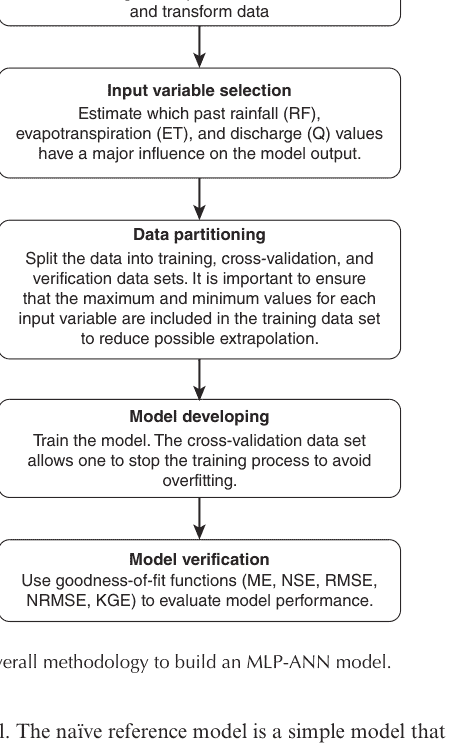 and transform data
Input variable selection
Estimate which past rainfall (RF),
evapotranspiration (ET), and discharge (Q) values
have a major influence on the model output.
Data partitioning
Split the data into training, cross-validation, and
verification data sets. It is important to ensure
that the maximum and minimum values for each
input variable are included in the training data set
to reduce possible extrapolation.
Model developing
Train the model. The cross-validation data set
allows one to stop the training process to avoid
overfitting.
Model verification
Use goodness-of-fit functions (ME, NSE, RMSE,
NRMSE, KGE) to evaluate model performance.
verall methodology to build an MLP-ANN model.
l. The naïve reference model is a simple model that